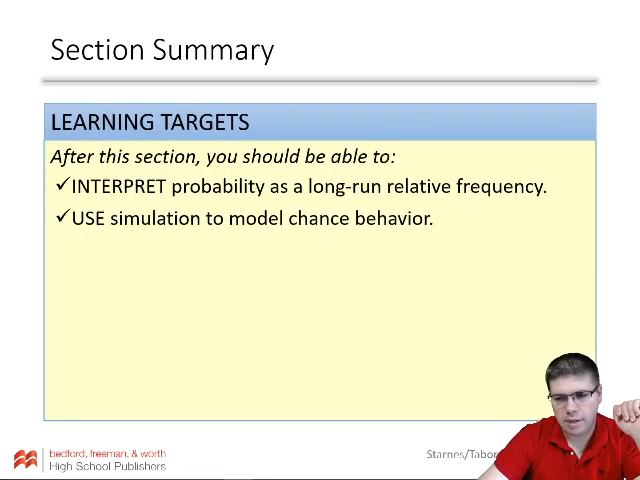 Section Summary
LEARNING TARGETS
After this section, you should be able to:
✓INTERPRET probability as a long-run relative frequency.
✓USE simulation to model chance behavior.
bedford, freeman, & worth
High School Publishers
Starnes/Tabor